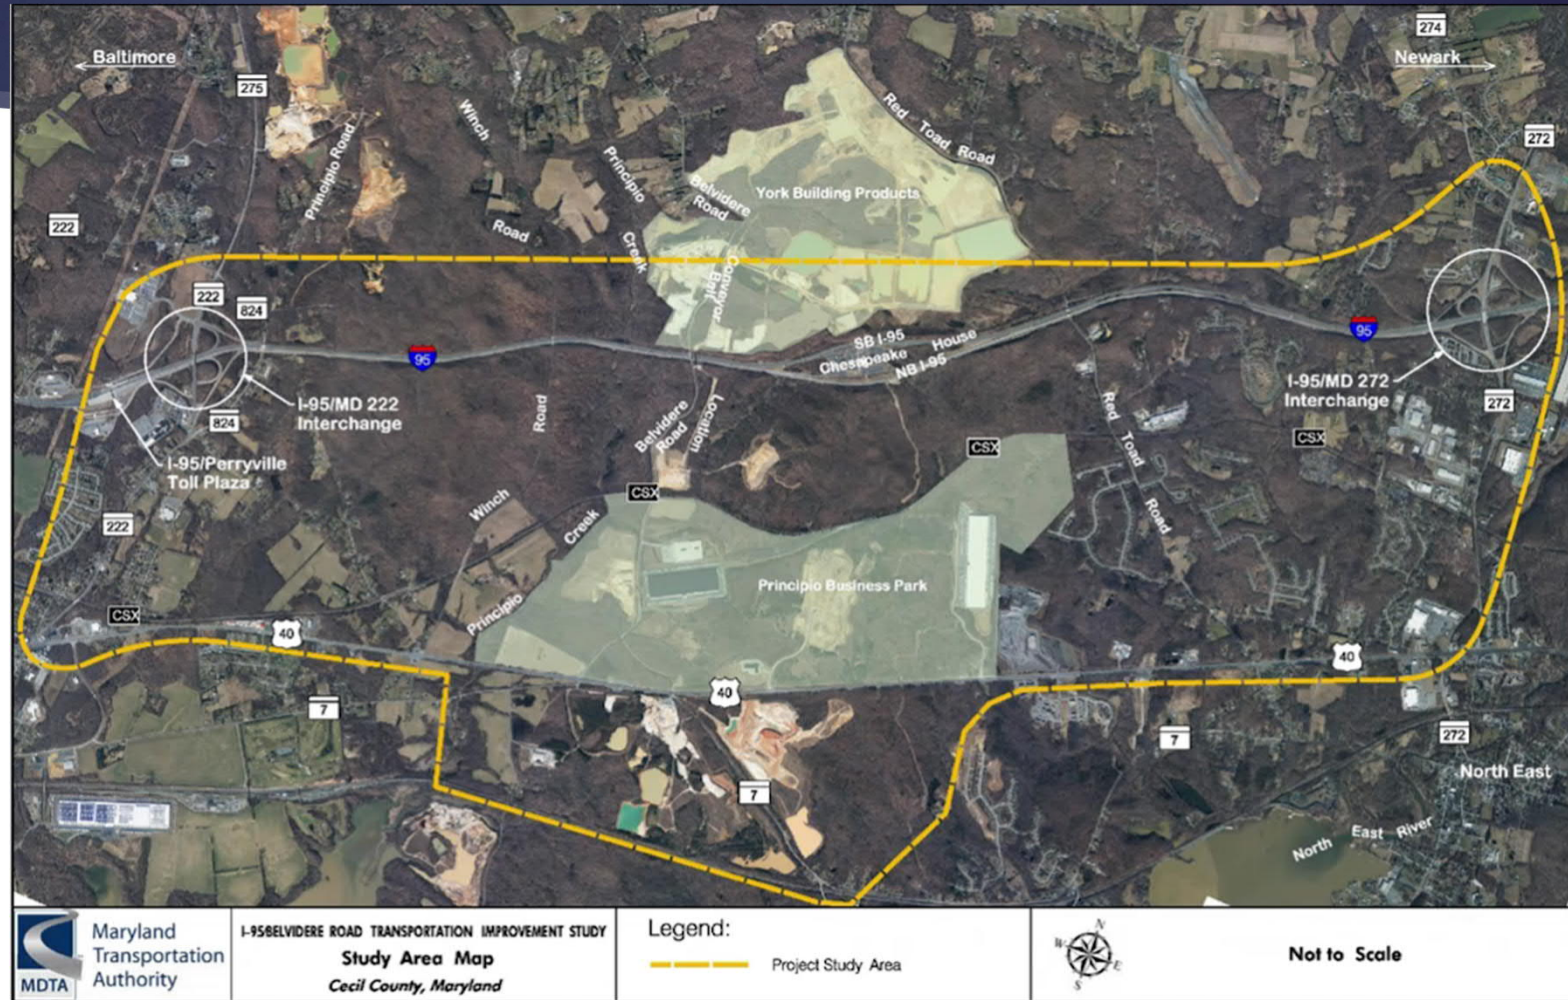 Baltimore
275
274
Newark
272
222
Principio Road
Winch
Road
Principio
Creek
Belvidere
Road
York Building Products
Red Toad Road
Conveyor
Belt
222
824
SB I-95
Chesapeake House
NB I-95
95
95
I-95/MD 222
Interchange
824
I-95/Perryville
Toll Plaza
I-95/MD 272
Interchange
272
Road
Belvidere
Road
Location
CSX
CSX
CSX
Red Toad Road
222
Winch
Creek
Principio
Principio Business Park
CSX
40
40
40
7
7
7
272
North East
North East River
MDTA
Maryland
Transportation
Authority
I-95BELVIDERE ROAD TRANSPORTATION IMPROVEMENT STUDY
Study Area Map
Cecil County, Maryland
Legend:
Project Study Area
N
W
E
S
Not to Scale